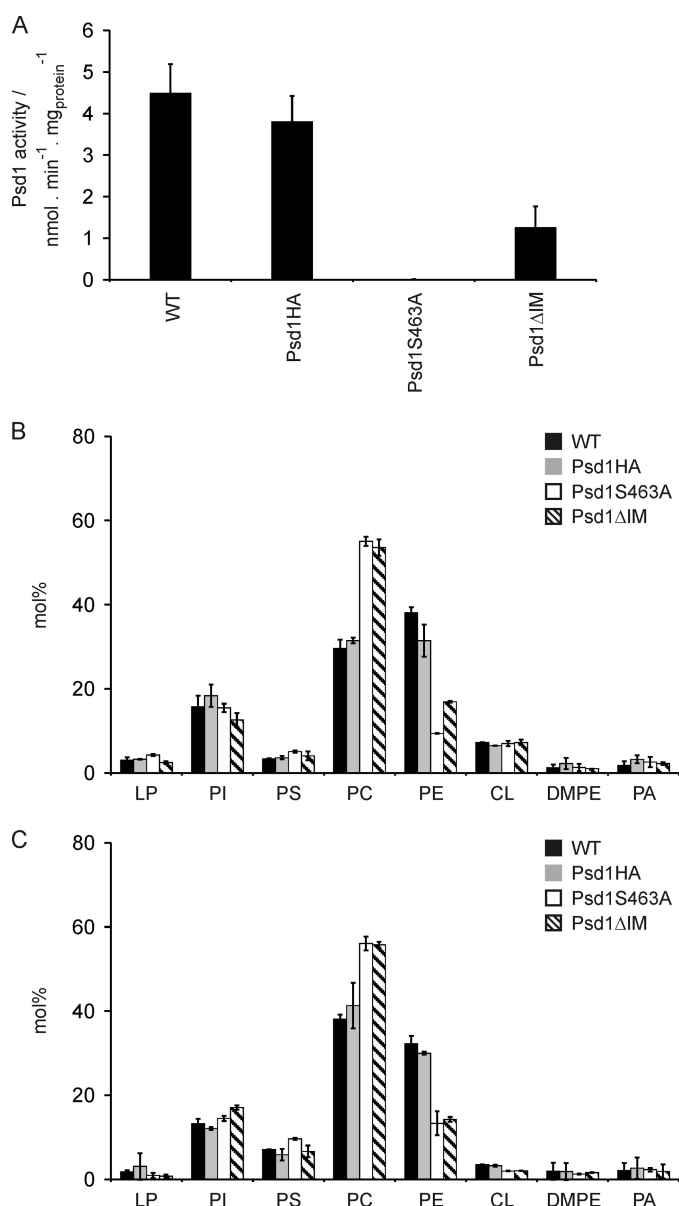 A
Psd1 activity /
nmol . min⁻¹ . mg_protein⁻¹
6
5
4
3
2
1
0
WT
Psd1HA
Psd1S463A
Psd1ΔIM
B
mol%
80
60
40
20
0
WT
Psd1HA
Psd1S463A
Psd1ΔIM
LP PI PS PC PE CL DMPE PA
C
mol%
80
60
40
20
0
WT
Psd1HA
Psd1S463A
Psd1ΔIM
LP PI PS PC PE CL DMPE PA